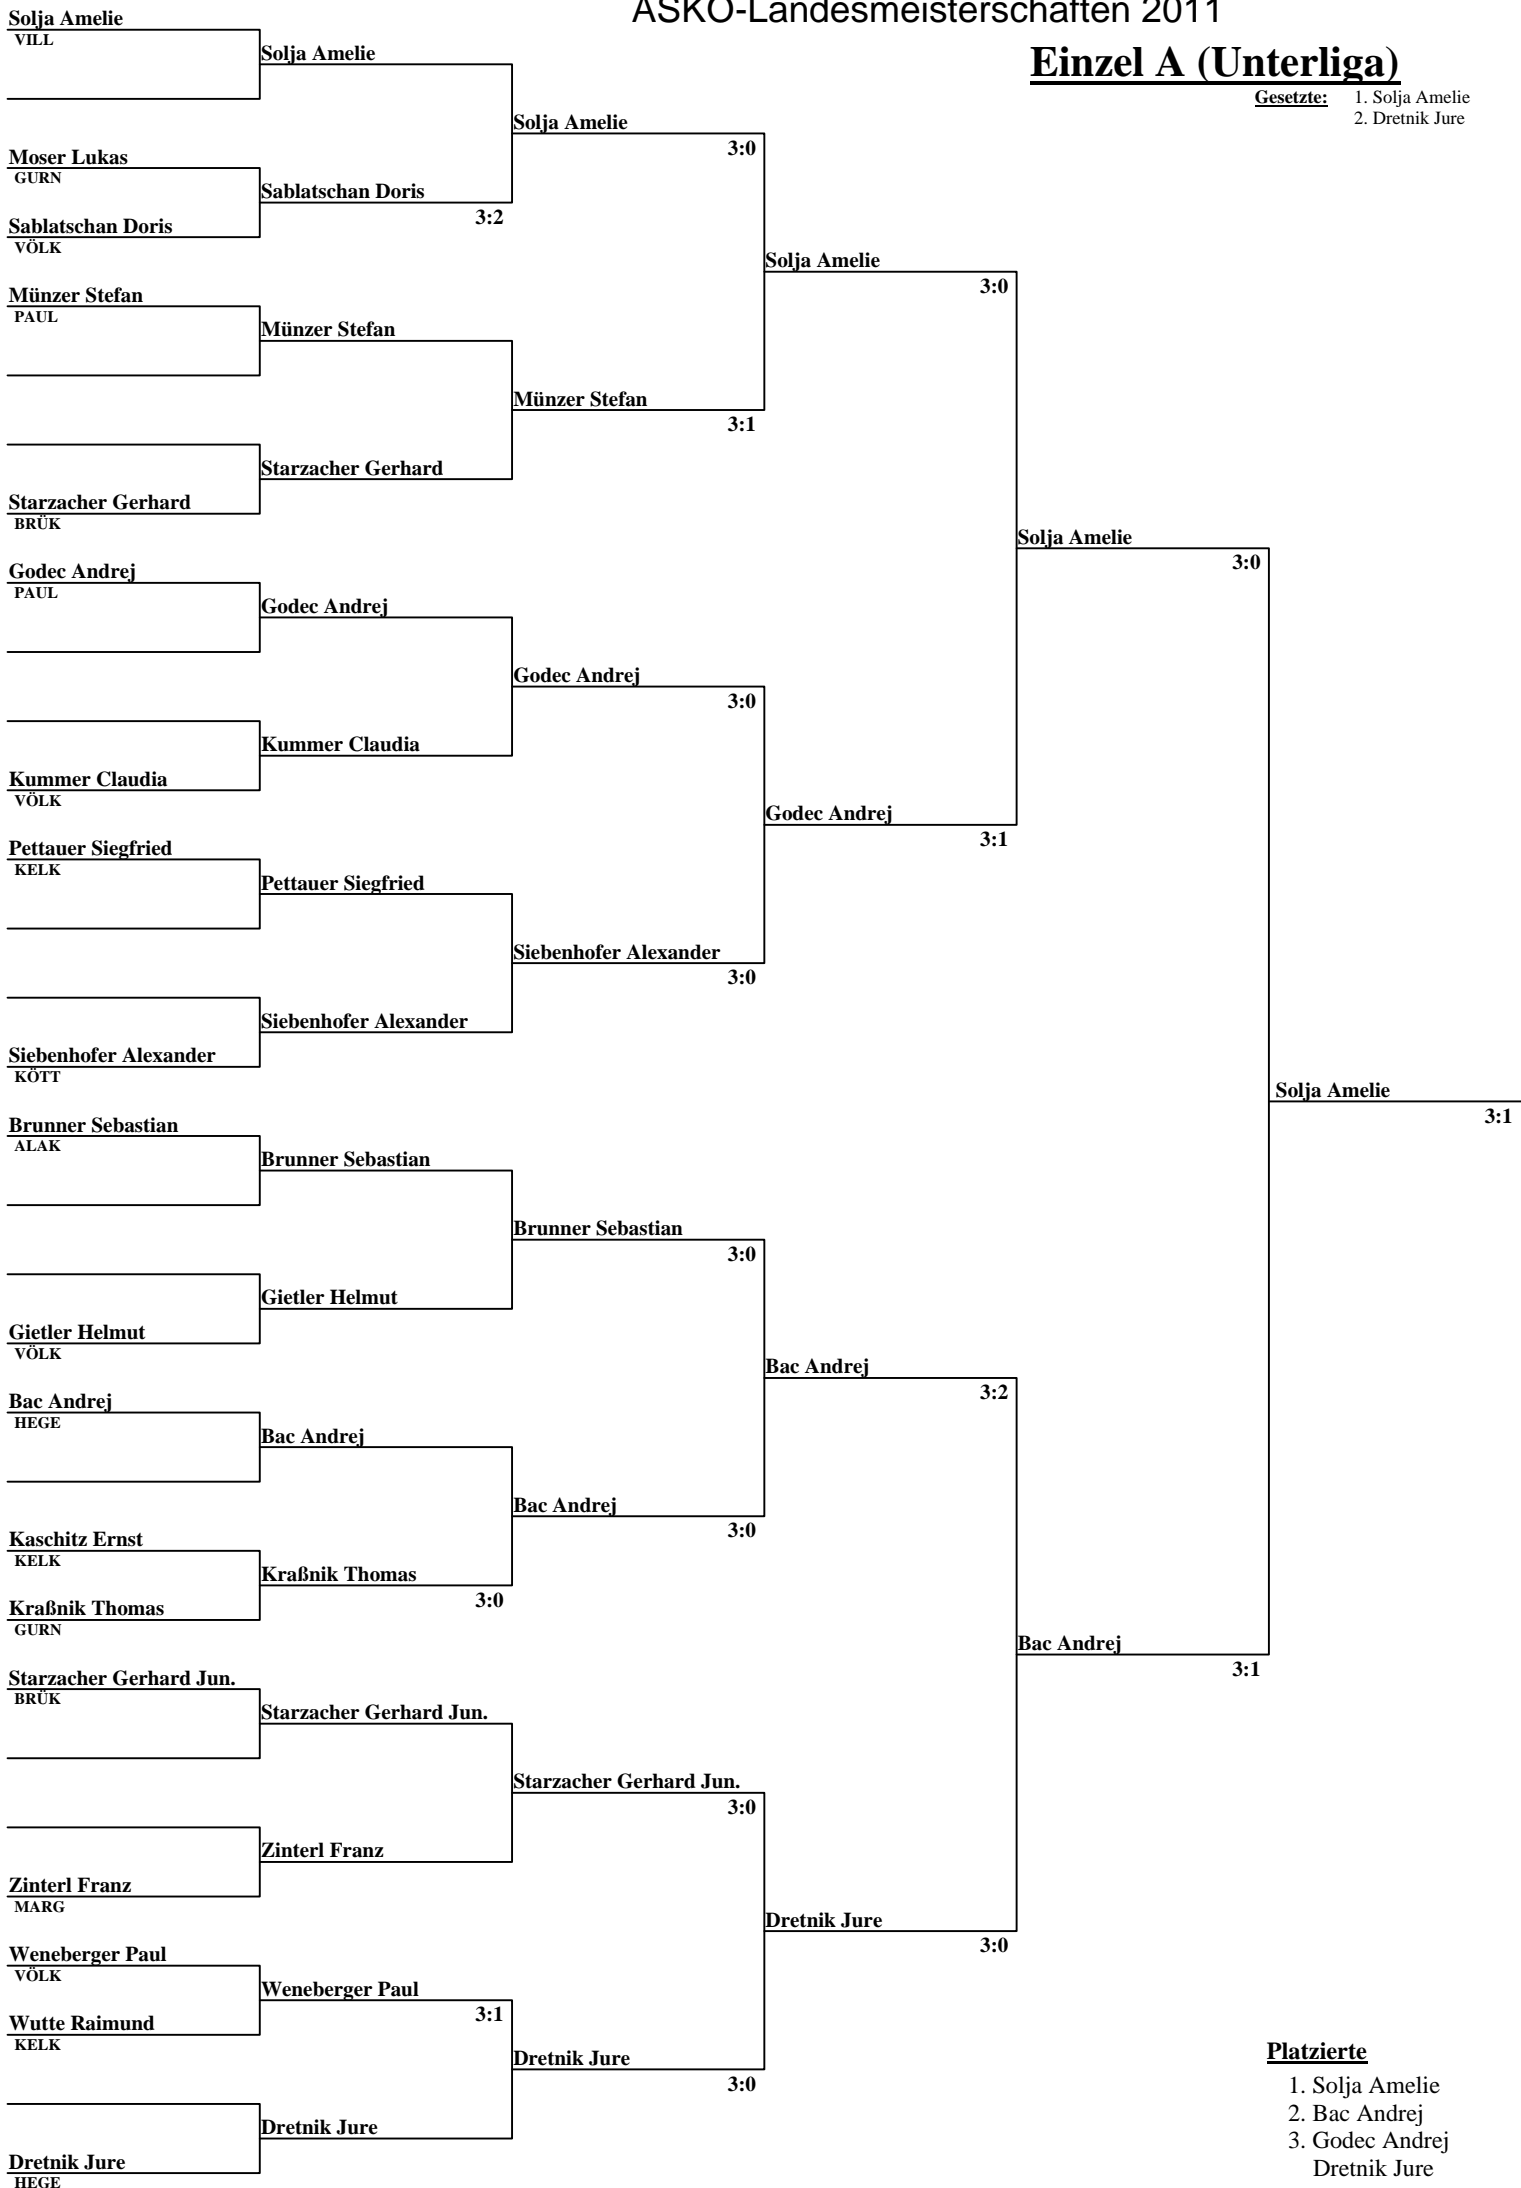 ASKÖ-Landesmeisterschaften 2011
Einzel A (Unterliga)
Gesetzte: 1. Solja Amelie
2. Dretnik Jure
Solja Amelie
VILL
Solja Amelie
Solja Amelie
3:0
Moser Lukas
GURN
Sablatschan Doris
3:2
Sablatschan Doris
VÖLK
Solja Amelie
3:0
Münzer Stefan
PAUL
Münzer Stefan
Münzer Stefan
3:1
Starzacher Gerhard
Starzacher Gerhard
BRÜK
Solja Amelie
3:0
Godec Andrej
PAUL
Godec Andrej
Godec Andrej
3:0
Kummer Claudia
Kummer Claudia
VÖLK
Godec Andrej
3:1
Pettauer Siegfried
KELK
Pettauer Siegfried
Siebenhofer Alexander
3:0
Siebenhofer Alexander
Siebenhofer Alexander
KÖTT
Solja Amelie
3:1
Brunner Sebastian
ALAK
Brunner Sebastian
Brunner Sebastian
3:0
Gietler Helmut
Gietler Helmut
VÖLK
Bac Andrej
3:2
Bac Andrej
HEGE
Bac Andrej
Bac Andrej
3:0
Kaschitz Ernst
KELK
Kraßnik Thomas
3:0
Kraßnik Thomas
GURN
Bac Andrej
3:1
Starzacher Gerhard Jun.
BRÜK
Starzacher Gerhard Jun.
Starzacher Gerhard Jun.
3:0
Zinterl Franz
Zinterl Franz
MARG
Dretnik Jure
3:0
Weneberger Paul
VÖLK
Weneberger Paul
3:1
Wutte Raimund
KELK
Dretnik Jure
3:0
Dretnik Jure
Dretnik Jure
HEGE
Platzierte
1. Solja Amelie
2. Bac Andrej
3. Godec Andrej
Dretnik Jure